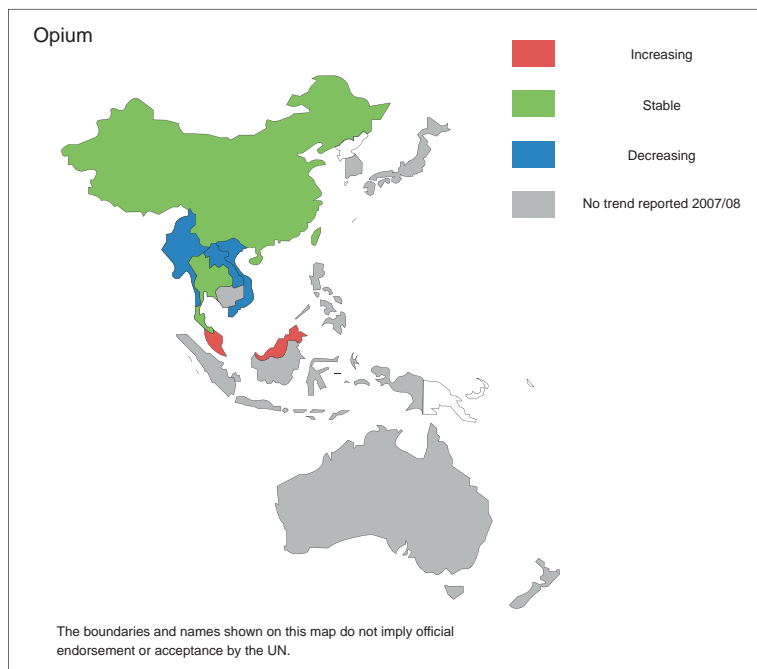 Opium
Increasing
Stable
Decreasing
No trend reported 2007/08
The boundaries and names shown on this map do not imply official
endorsement or acceptance by the UN.